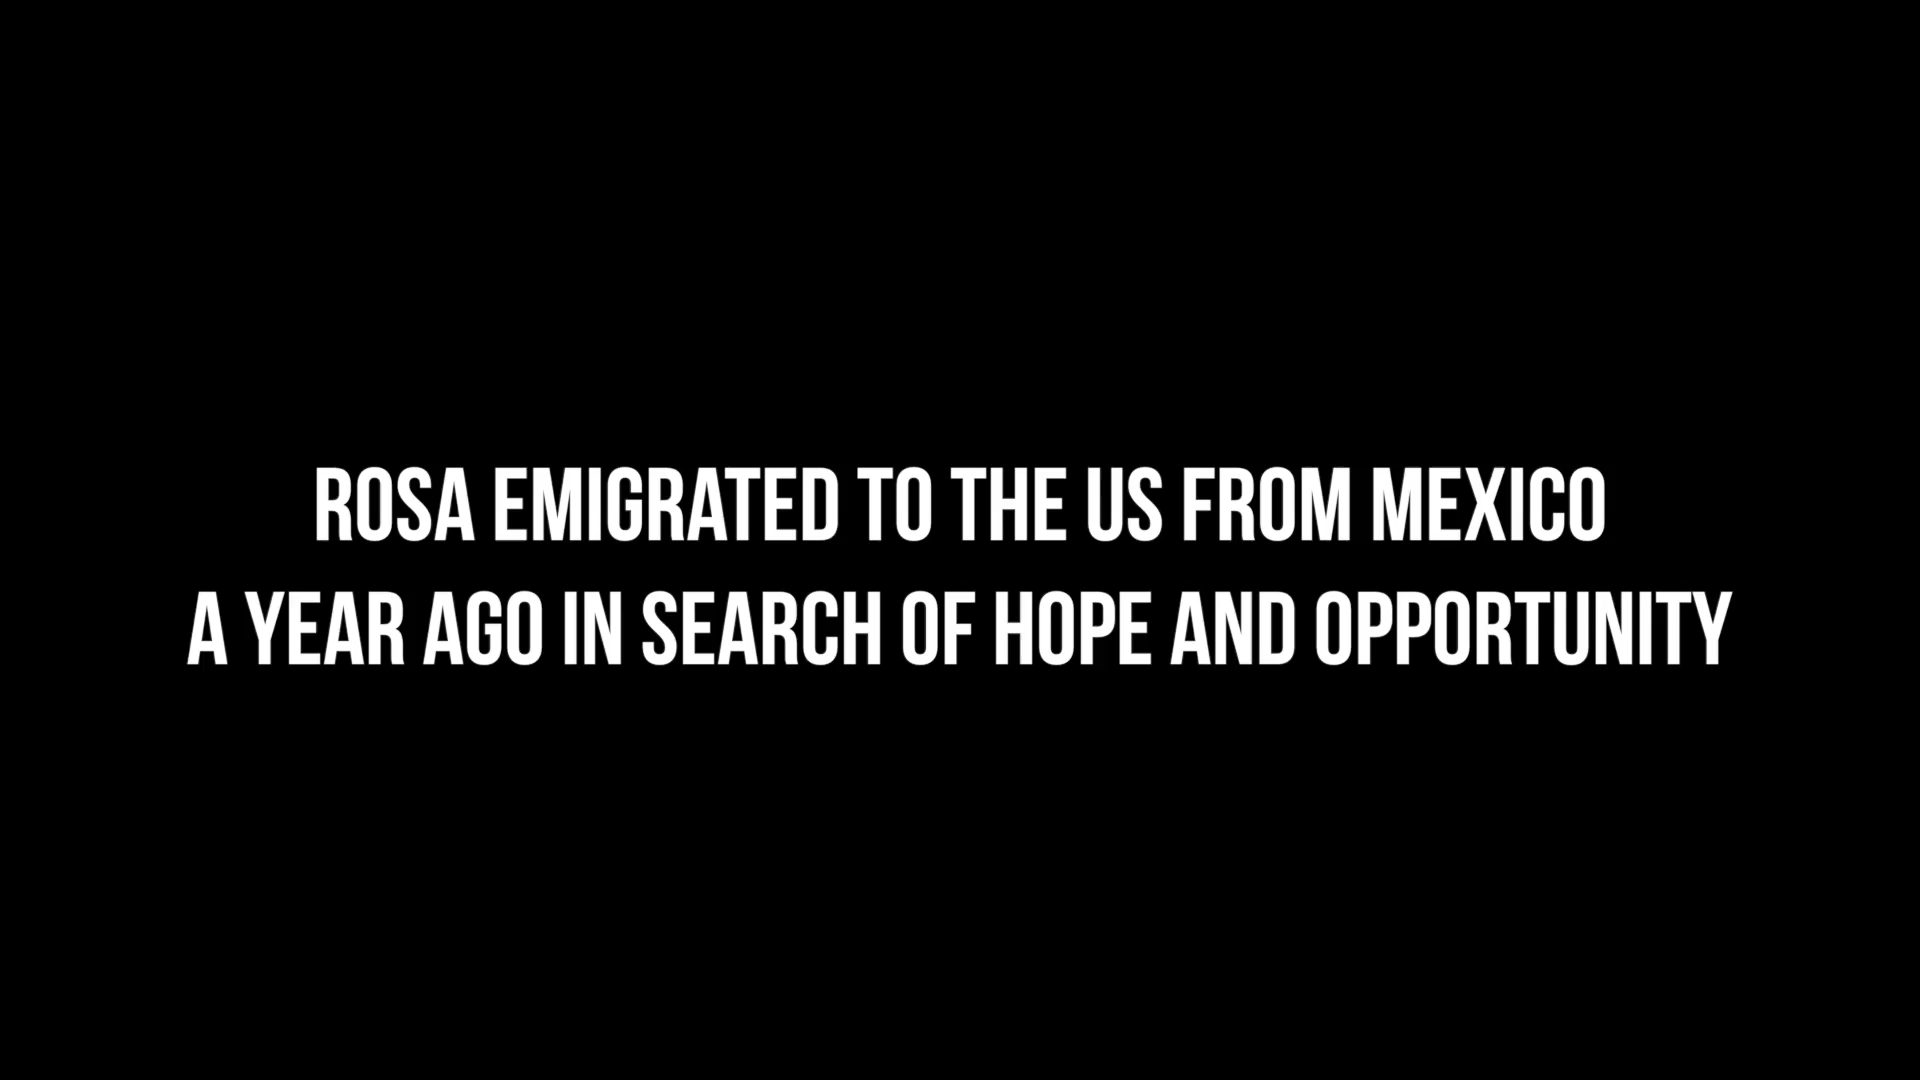 ROSA EMIGRATED TO THE US FROM MEXICO
A YEAR AGO IN SEARCH OF HOPE AND OPPORTUNITY